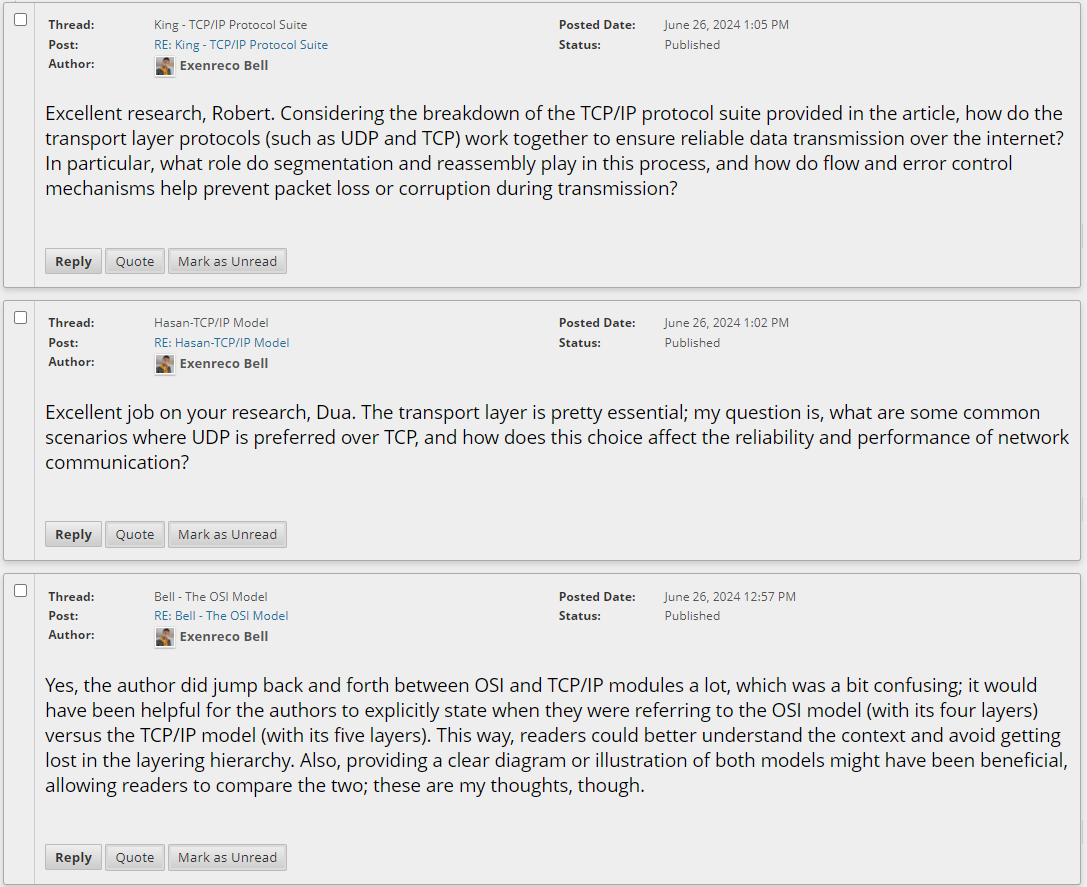 Thread: King - TCP/IP Protocol Suite Posted Date: June 26, 2024 1:05 PM
Post: RE: King - TCP/IP Protocol Suite Status: Published
Author: Exenreco Bell
Excellent research, Robert. Considering the breakdown of the TCP/IP protocol suite provided in the article, how do the
transport layer protocols (such as UDP and TCP) work together to ensure reliable data transmission over the internet?
In particular, what role do segmentation and reassembly play in this process, and how do flow and error control
mechanisms help prevent packet loss or corruption during transmission?
Reply Quote Mark as Unread
Thread: Hasan-TCP/IP Model Posted Date: June 26, 2024 1:02 PM
Post: RE: Hasan-TCP/IP Model Status: Published
Author: Exenreco Bell
Excellent job on your research, Dua. The transport layer is pretty essential; my question is, what are some common
scenarios where UDP is preferred over TCP, and how does this choice affect the reliability and performance of network
communication?
Reply Quote Mark as Unread
Thread: Bell - The OSI Model Posted Date: June 26, 2024 12:57 PM
Post: RE: Bell - The OSI Model Status: Published
Author: Exenreco Bell
Yes, the author did jump back and forth between OSI and TCP/IP modules a lot, which was a bit confusing; it would
have been helpful for the authors to explicitly state when they were referring to the OSI model (with its four layers)
versus the TCP/IP model (with its five layers). This way, readers could better understand the context and avoid getting
lost in the layering hierarchy. Also, providing a clear diagram or illustration of both models might have been beneficial,
allowing readers to compare the two; these are my thoughts, though.
Reply Quote Mark as Unread